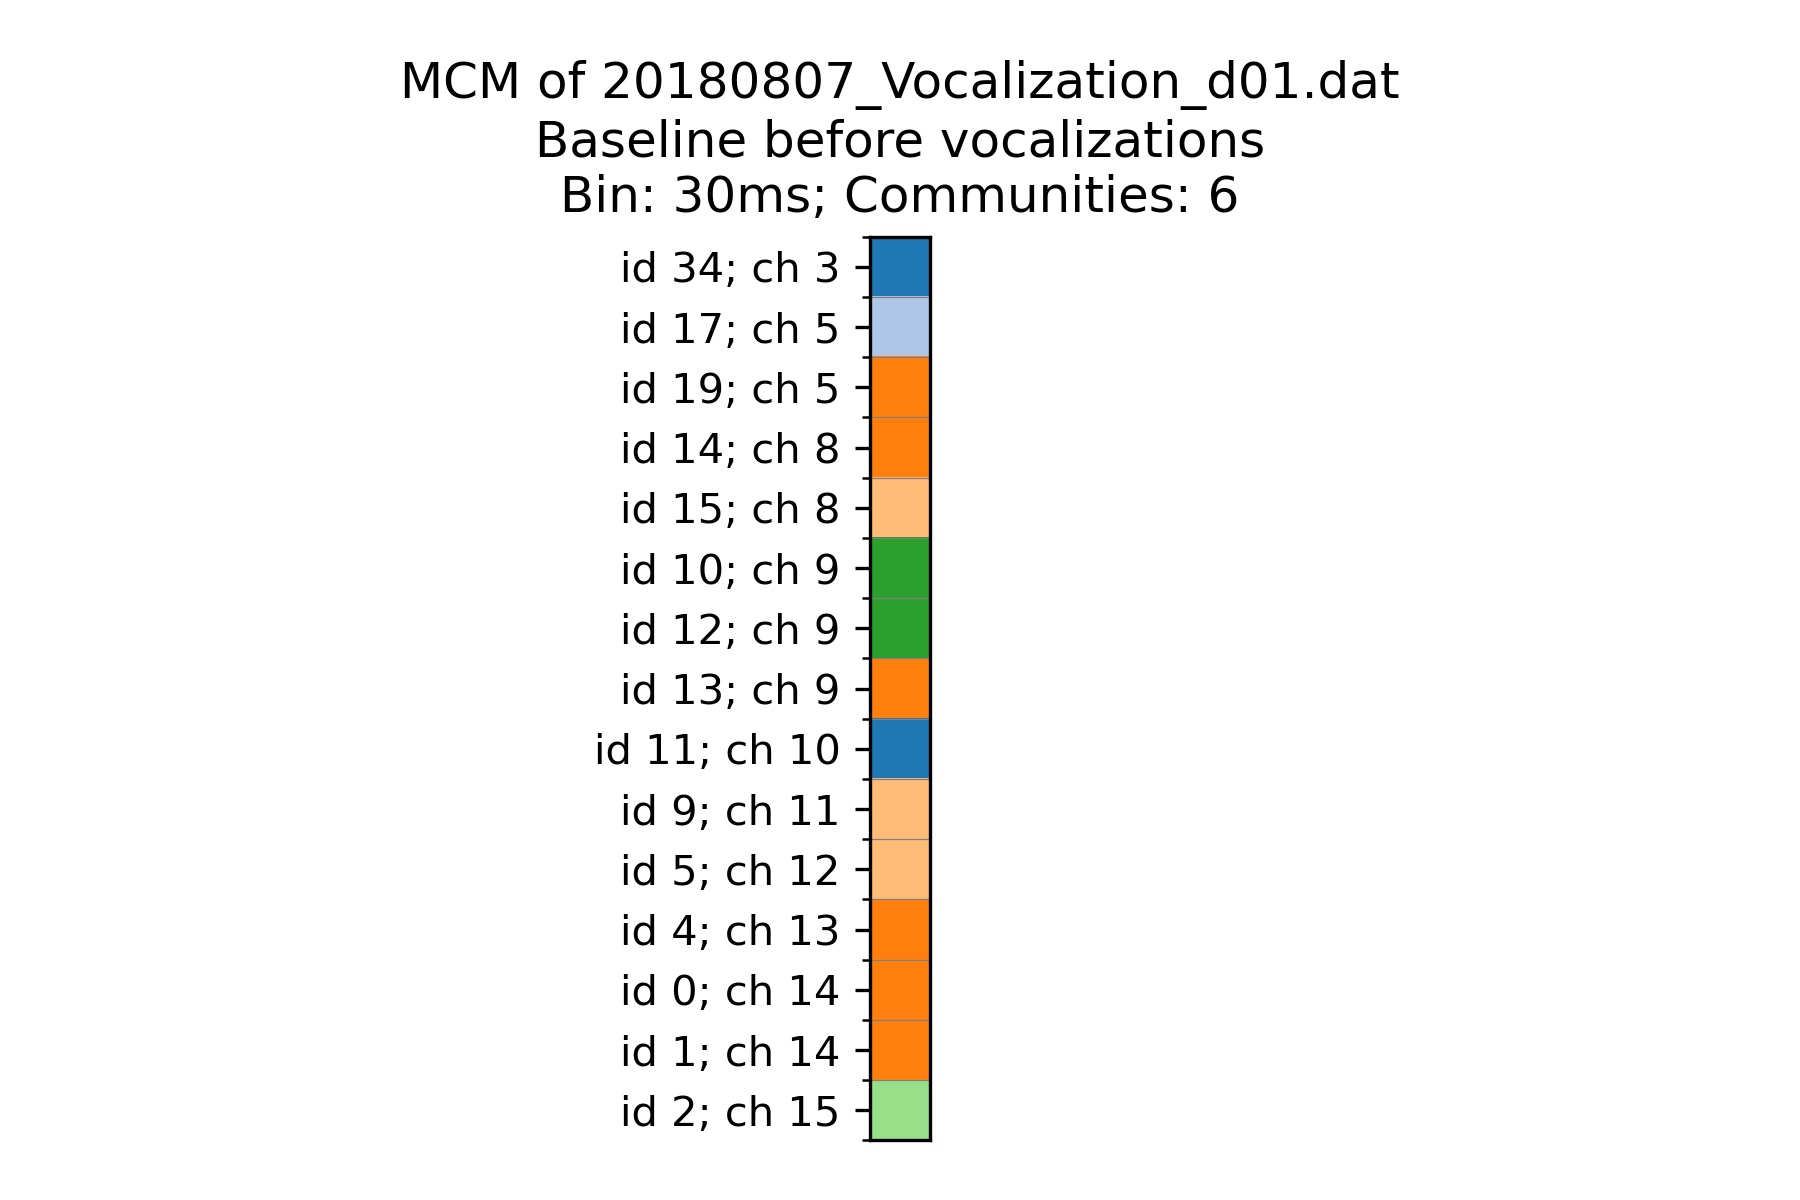 MCM of 20180807_Vocalization_d01.dat
Baseline before vocalizations
Bin: 30ms; Communities: 6
id 34; ch 3
id 17; ch 5
id 19; ch 5
id 14; ch 8
id 15; ch 8
id 10; ch 9
id 12; ch 9
id 13; ch 9
id 11; ch 10
id 9; ch 11
id 5; ch 12
id 4; ch 13
id 0; ch 14
id 1; ch 14
id 2; ch 15